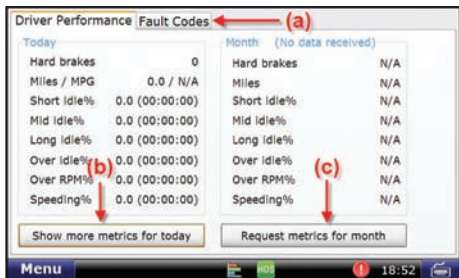 Driver Performance Fault Codes (a)
Today
Hard brakes 0
Miles / MPG 0.0 / N/A
Short Idle% 0.0 (00:00:00)
Mid Idle% 0.0 (00:00:00)
Long Idle% 0.0 (00:00:00)
Over Idle% 0.0 (00:00:00)
Over RPM% 0.0 (00:00:00)
Speeding% 0.0 (00:00:00)
(b)
Show more metrics for today
Month (No data received)
Hard brakes N/A
Miles N/A
Short Idle% N/A
Mid Idle% N/A
Long Idle% N/A
Over Idle% N/A
Over RPM% N/A
Speeding% N/A
(c)
Request metrics for month
Menu HOS 18:52